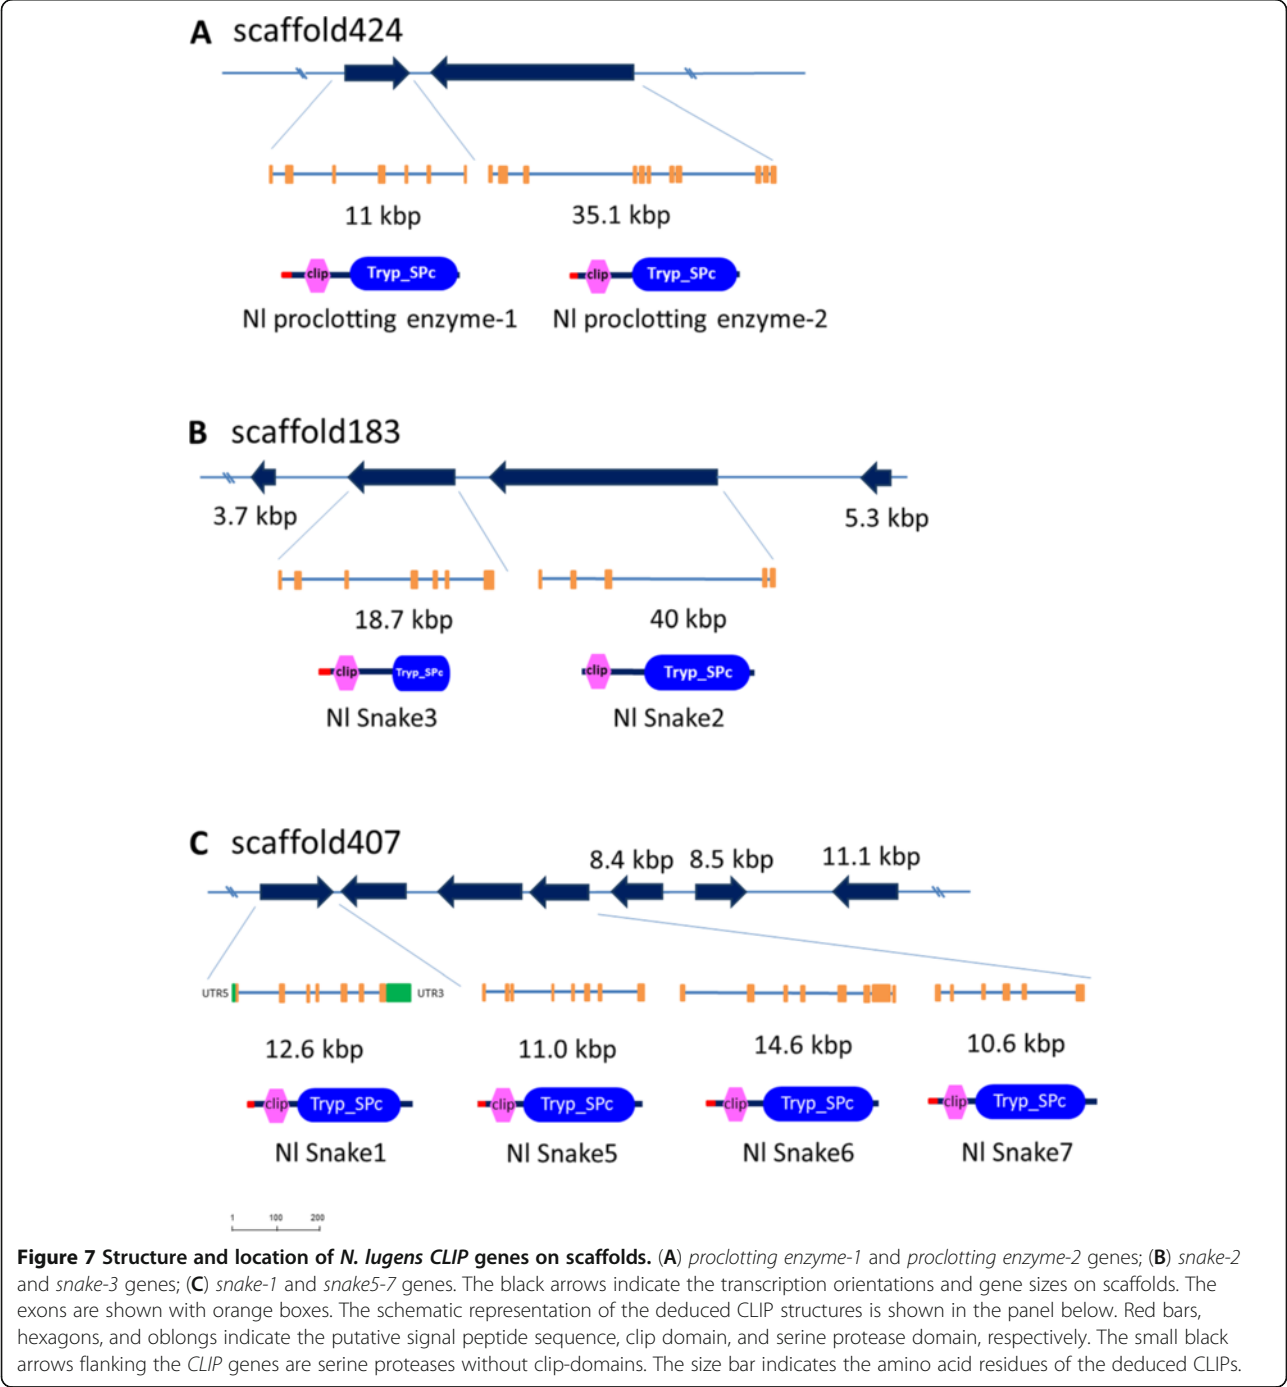 A scaffold424
11 kbp 35.1 kbp
clip Tryp_SPc clip Tryp_SPc
Nl proclotting enzyme-1 Nl proclotting enzyme-2
B scaffold183
3.7 kbp 5.3 kbp
18.7 kbp 40 kbp
clip Tryp_SPc clip Tryp_SPc
Nl Snake3 Nl Snake2
C scaffold407
8.4 kbp 8.5 kbp 11.1 kbp
UTR5 UTR3
12.6 kbp 11.0 kbp 14.6 kbp 10.6 kbp
clip Tryp_SPc clip Tryp_SPc clip Tryp_SPc clip Tryp_SPc
Nl Snake1 Nl Snake5 Nl Snake6 Nl Snake7
1 100 200
Figure 7 Structure and location of N. lugens CLIP genes on scaffolds. (A) proclotting enzyme-1 and proclotting enzyme-2 genes; (B) snake-2
and snake-3 genes; (C) snake-1 and snake5-7 genes. The black arrows indicate the transcription orientations and gene sizes on scaffolds. The
exons are shown with orange boxes. The schematic representation of the deduced CLIP structures is shown in the panel below. Red bars,
hexagons, and oblongs indicate the putative signal peptide sequence, clip domain, and serine protease domain, respectively. The small black
arrows flanking the CLIP genes are serine proteases without clip-domains. The size bar indicates the amino acid residues of the deduced CLIPs.